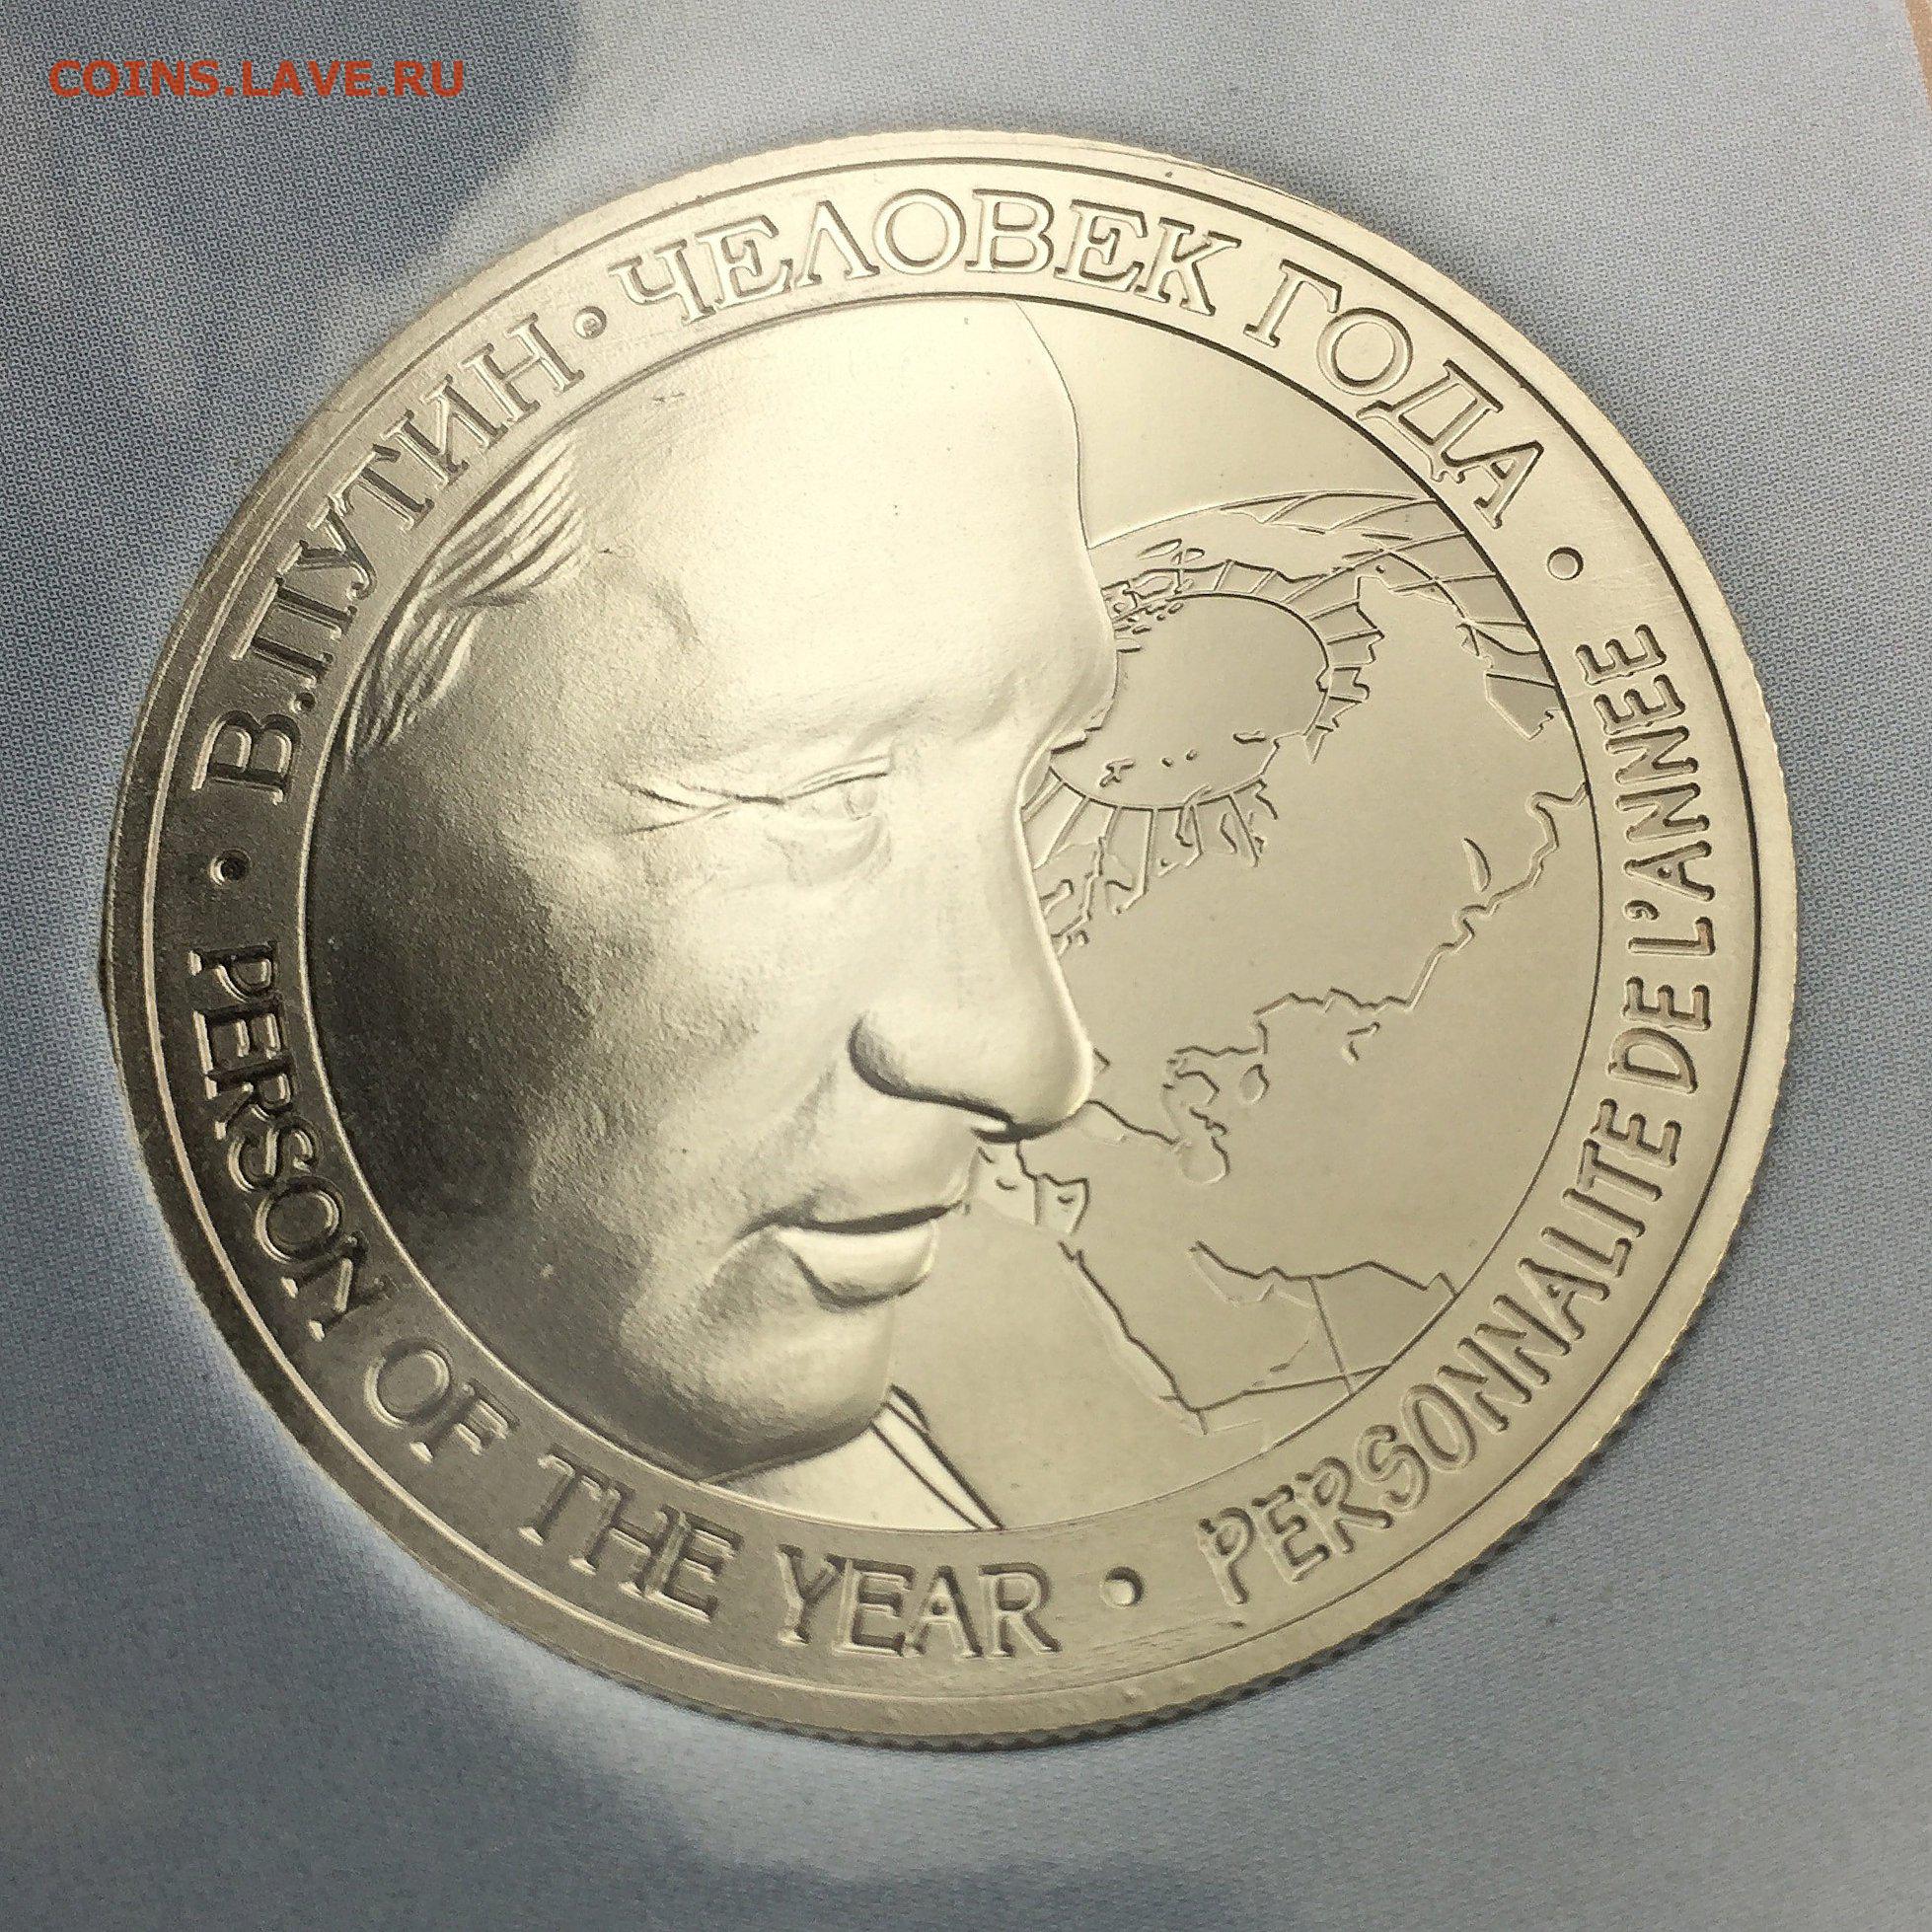 COINS.LAVE.RU
В.ПУТИН · ЧЕЛОВЕК ГОДА ·
PERSONNALITE DE L'ANNEE
· PERSON OF THE YEAR ·